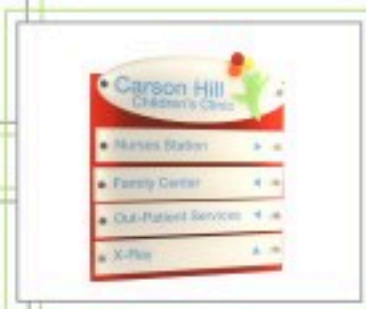 Carson Hill
Children's Clinic
Nurses Station
Family Center
Out-Patient Services
X-Ray